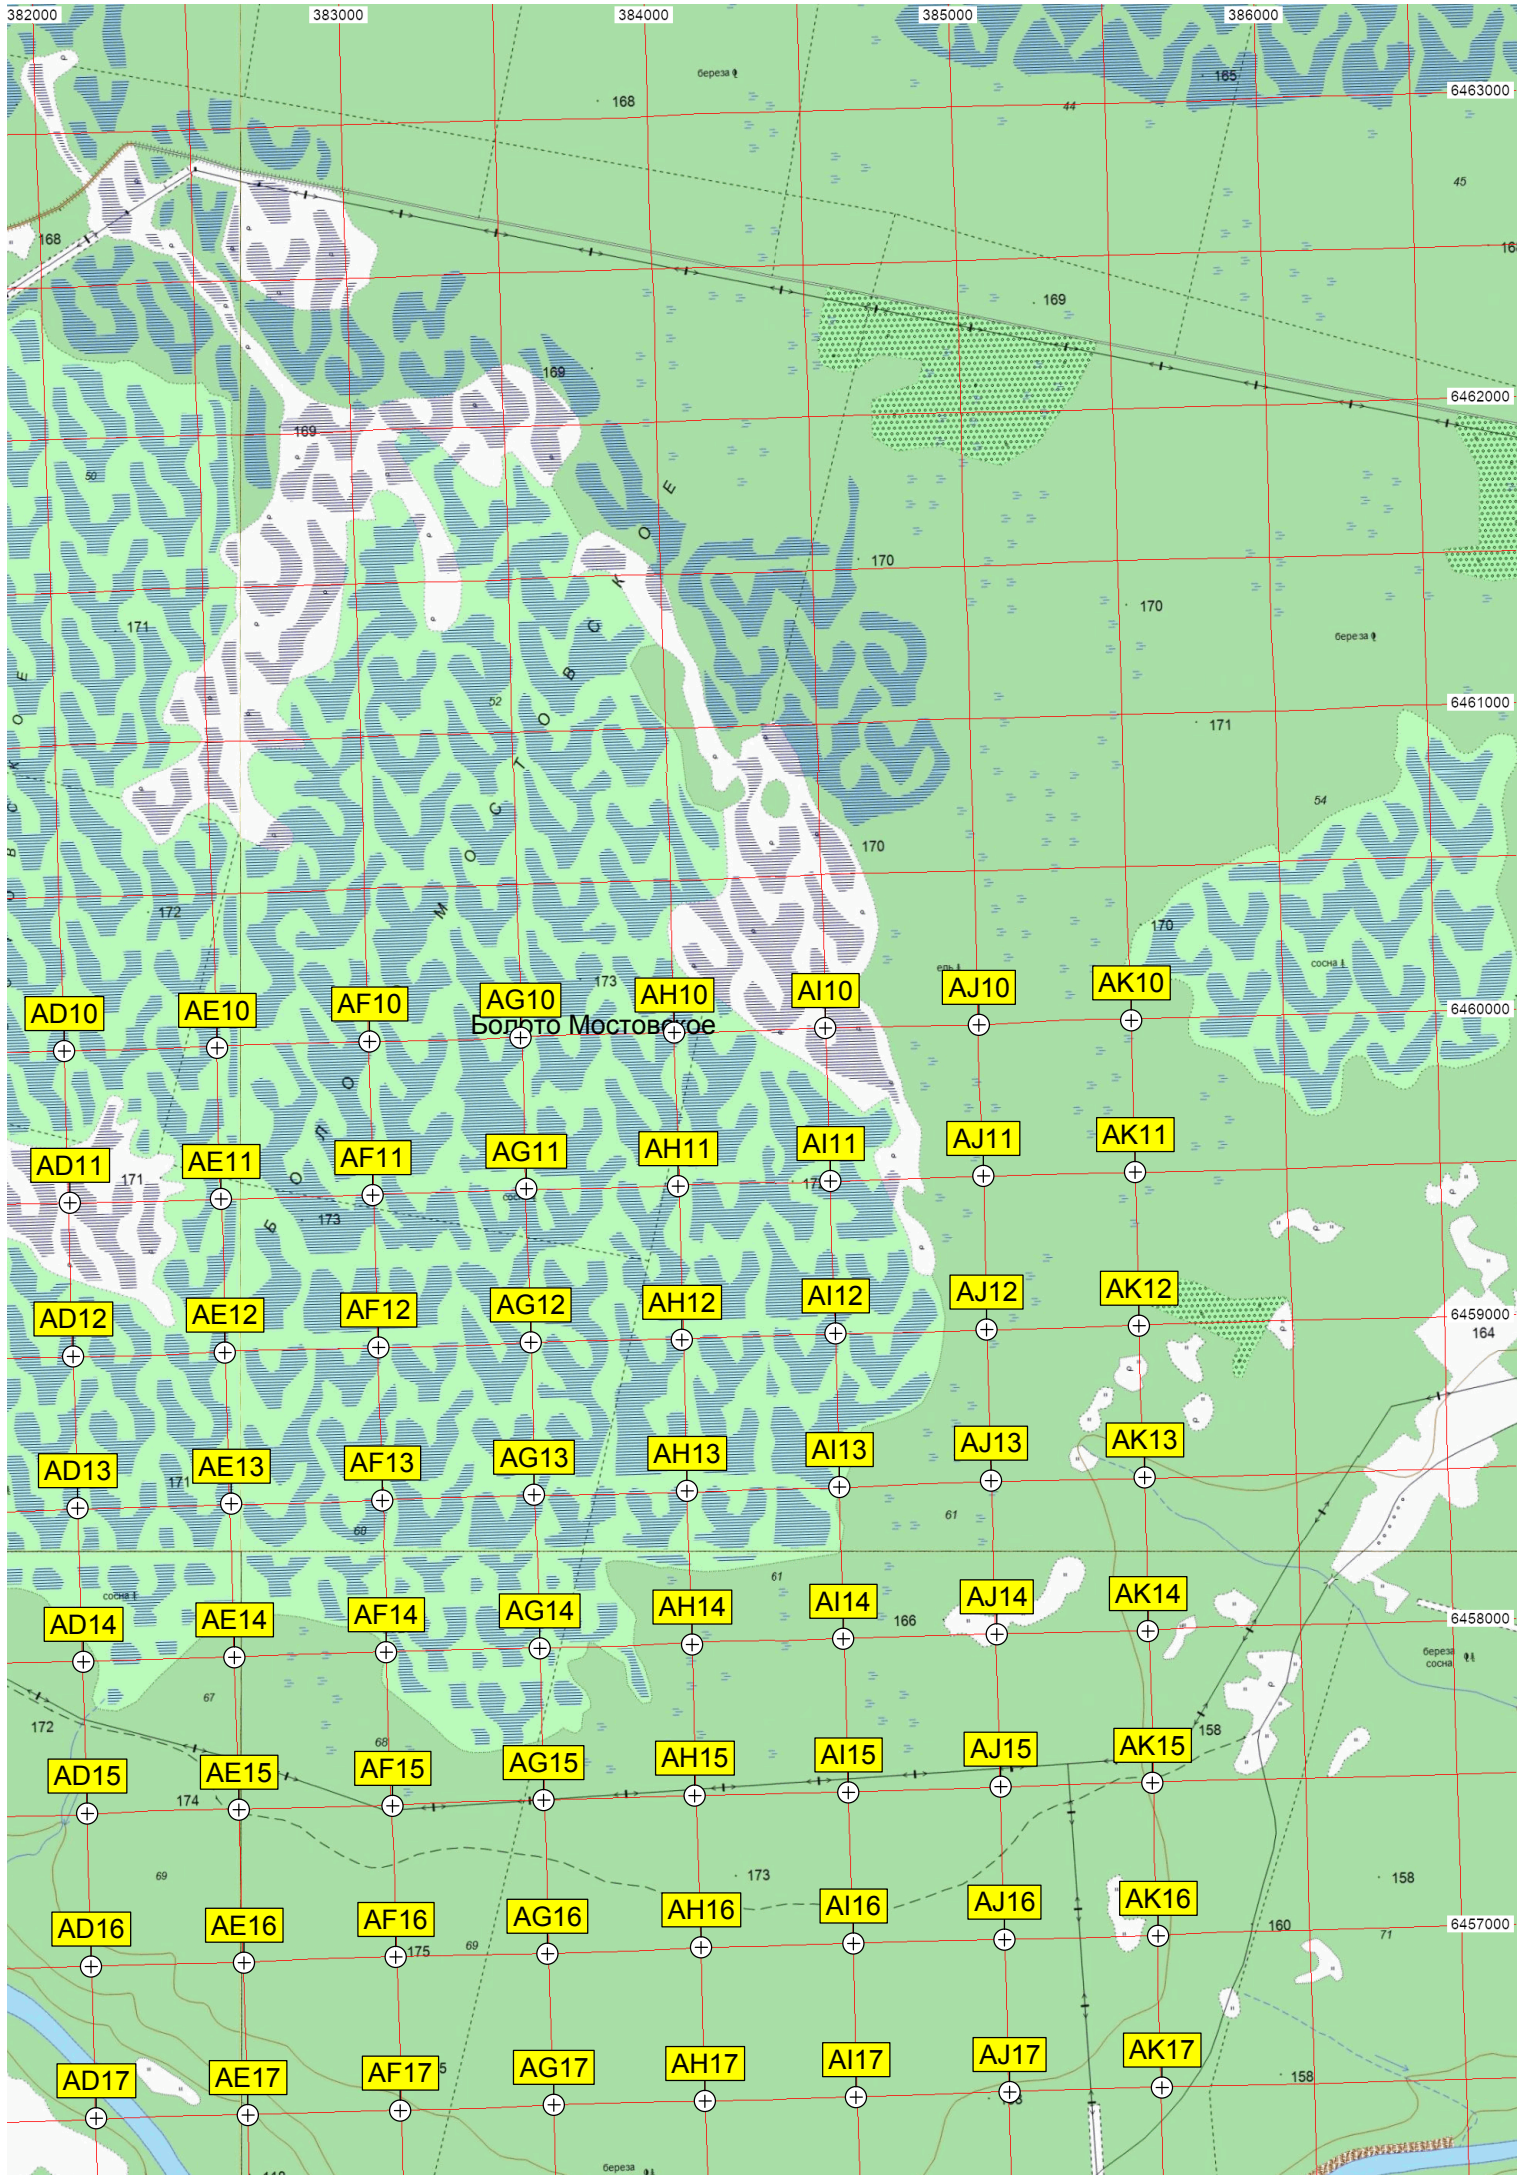 382000 383000 384000 385000 386000
береза
165
168
44
6463000
45
168
169
169
6462000
169
50
Е
О
К
С
В
О
Т
С
О
М
170
170
171
береза
Е
О
К
С
В
52
6461000
171
54
170
172
170
сосна
ель
173
AD10 AE10 AF10 AG10 AH10 AI10 AJ10 AK10
6460000
Болото Мостовское
О
Л
О
Б
AD11 AE11 AF11 AG11 AH11 AI11 AJ11 AK11
171
173
AD12 AE12 AF12 AG12 AH12 AI12 AJ12 AK12
6459000
164
AD13 AE13 AF13 AG13 AH13 AI13 AJ13 AK13
171
68
61
61
сосна
AD14 AE14 AF14 AG14 AH14 AI14 AJ14 AK14
166
6458000
береза
сосна
67
172
68
158
AD15 AE15 AF15 AG15 AH15 AI15 AJ15 AK15
174
69
173
158
AD16 AE16 AF16 AG16 AH16 AI16 AJ16 AK16
6457000
175
69
160
71
AD17 AE17 AF17 AG17 AH17 AI17 AJ17 AK17
158
береза